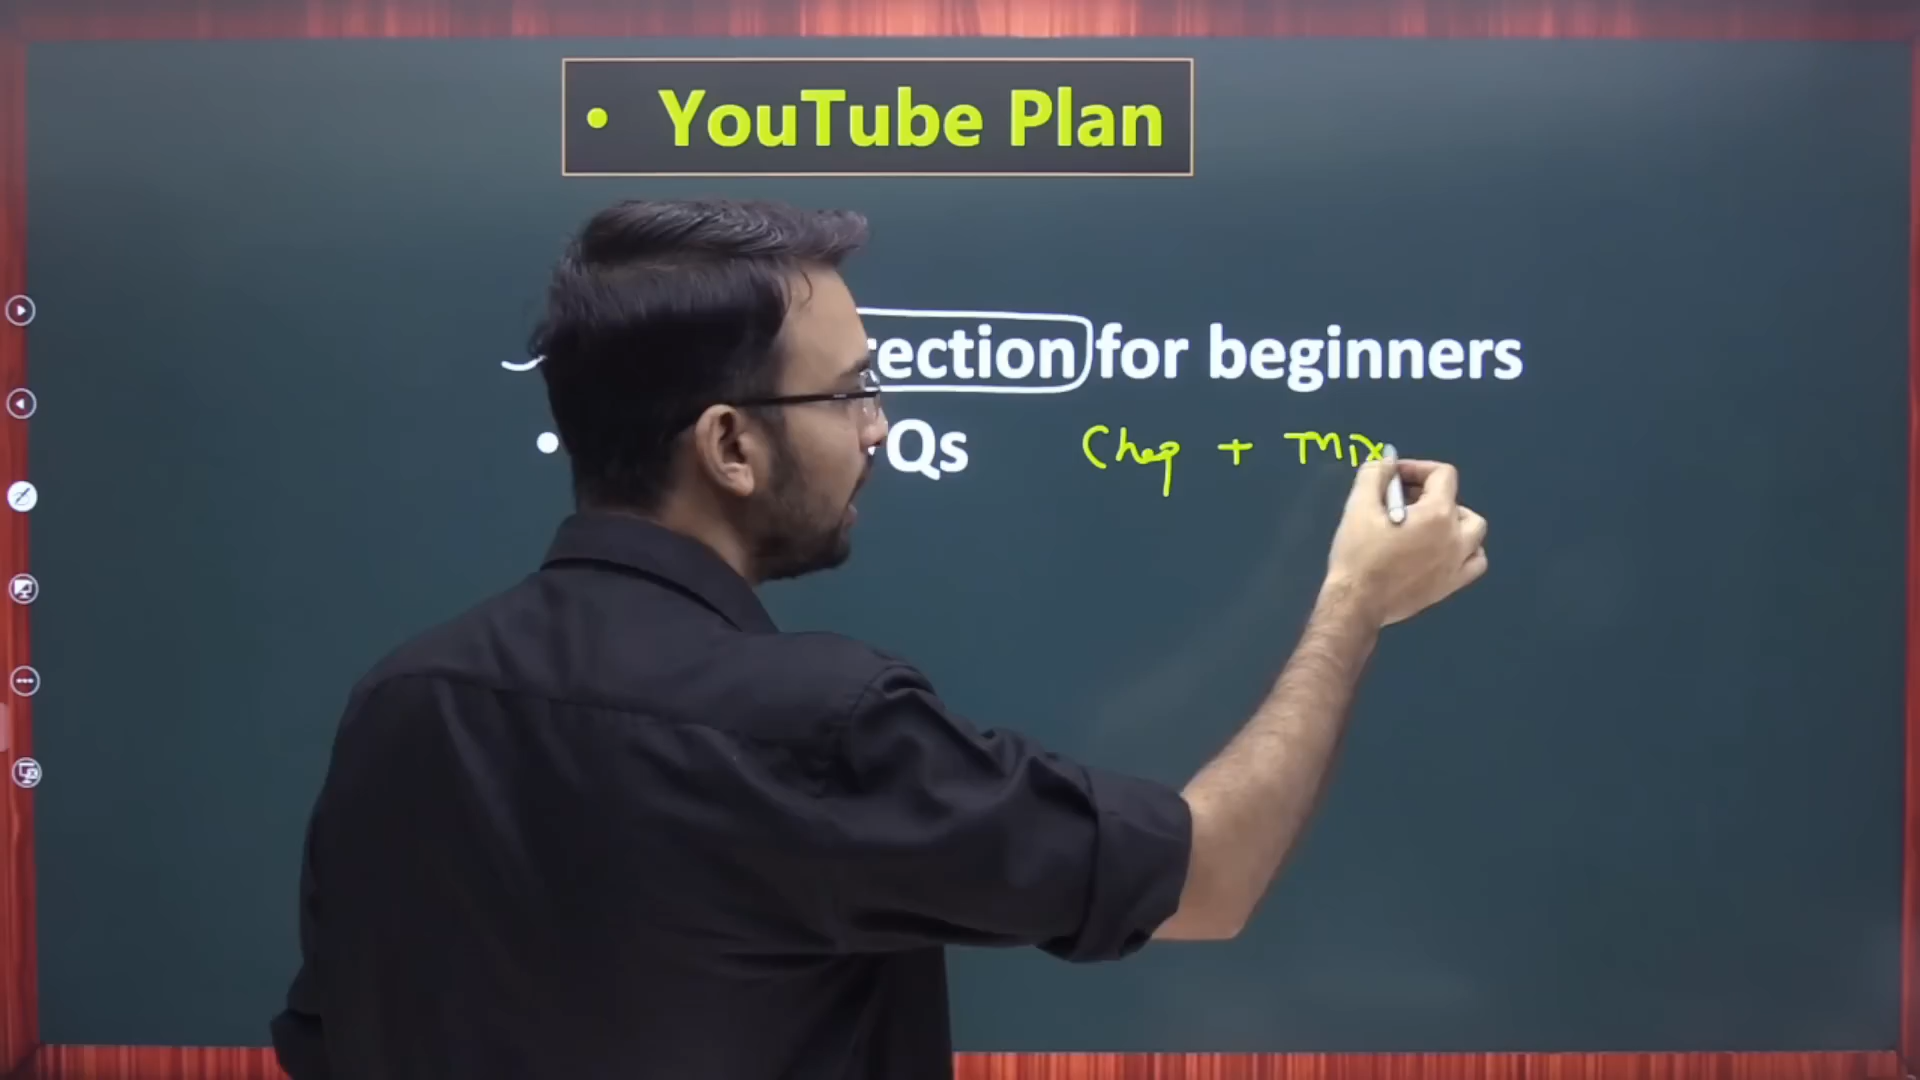 • YouTube Plan
rection for beginners
• Qs Chap + Mix